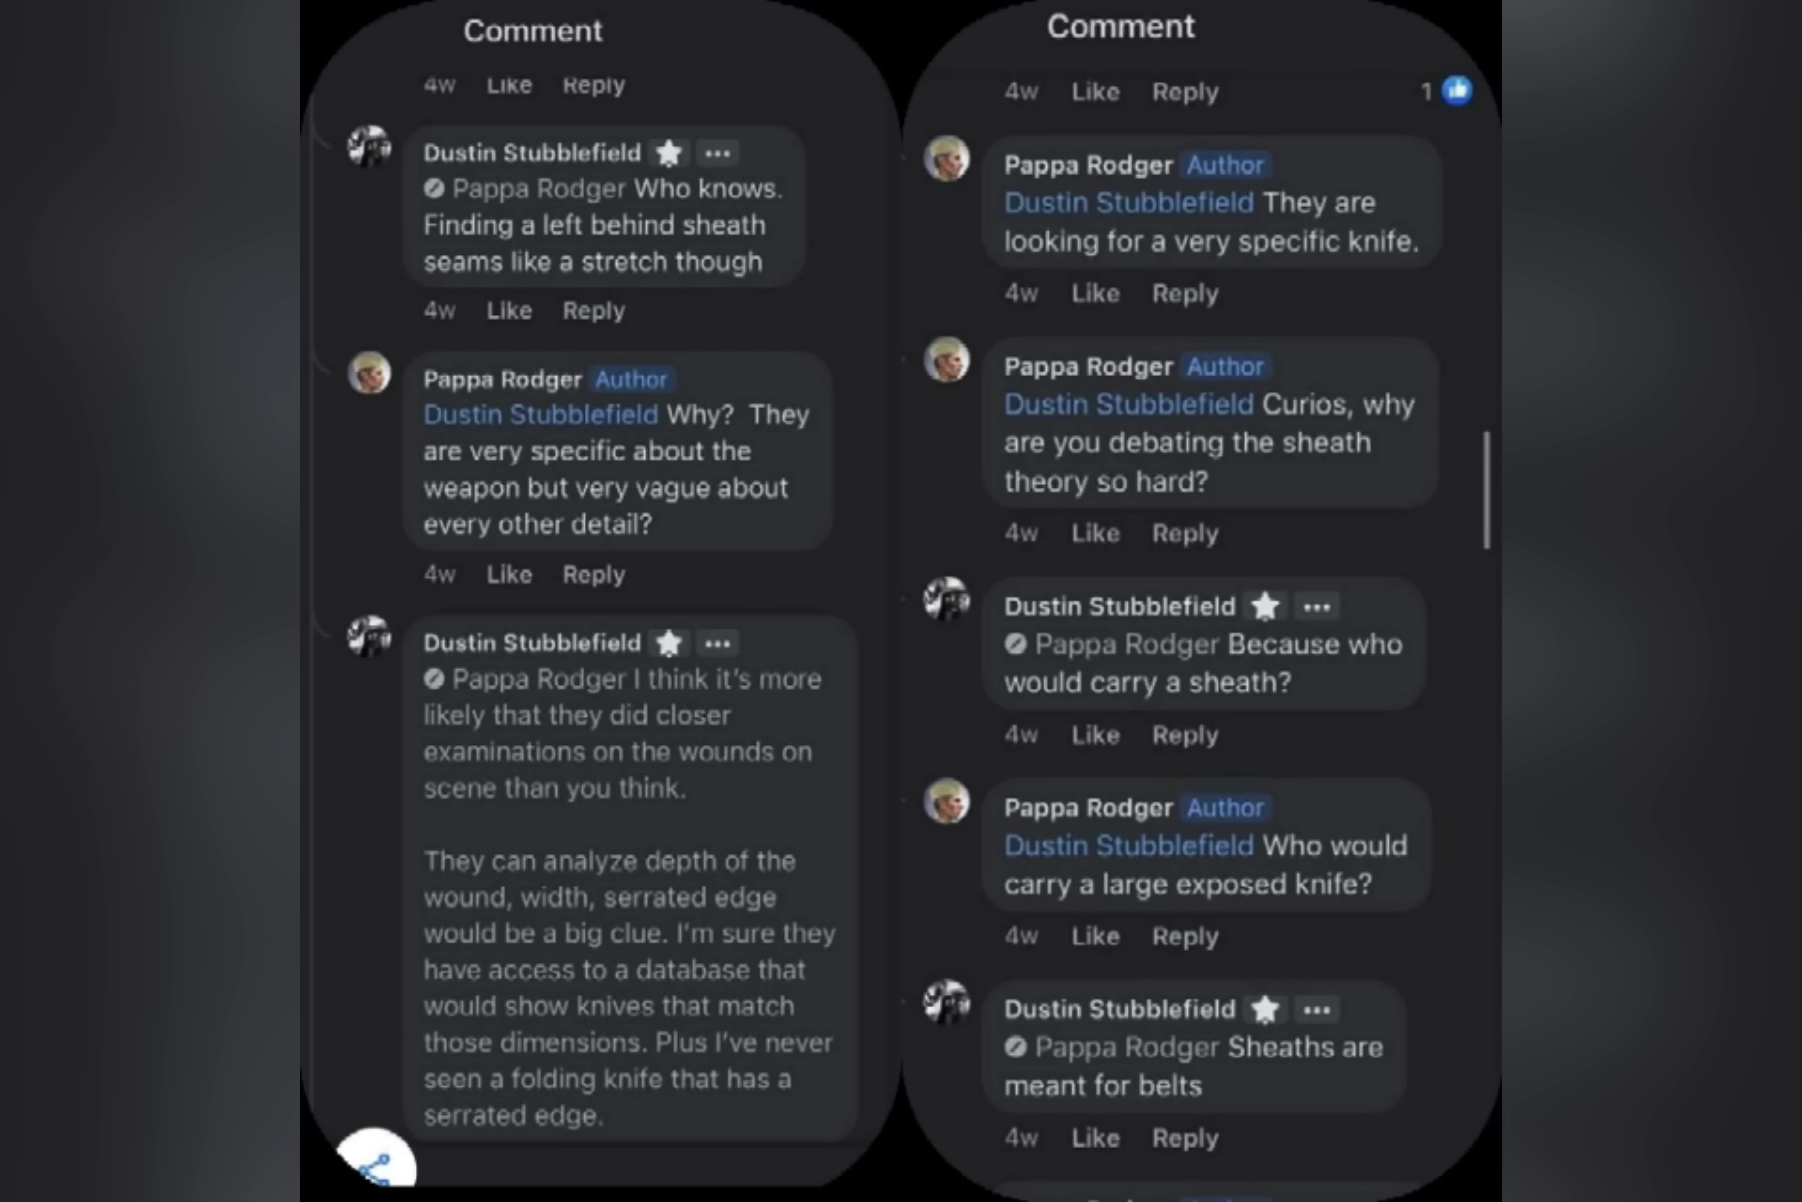 Comment
4w Like Reply
Dustin Stubblefield
Pappa Rodger Who knows.
Finding a left behind sheath
seams like a stretch though
4w Like Reply
Pappa Rodger Author
Dustin Stubblefield Why? They
are very specific about the
weapon but very vague about
every other detail?
4w Like Reply
Dustin Stubblefield
Pappa Rodger I think it's more
likely that they did closer
examinations on the wounds on
scene than you think.
They can analyze depth of the
wound, width, serrated edge
would be a big clue. I'm sure they
have access to a database that
would show knives that match
those dimensions. Plus I've never
seen a folding knife that has a
serrated edge.
Comment
4w Like Reply 1
Pappa Rodger Author
Dustin Stubblefield They are
looking for a very specific knife.
4w Like Reply
Pappa Rodger Author
Dustin Stubblefield Curios, why
are you debating the sheath
theory so hard?
4w Like Reply
Dustin Stubblefield
Pappa Rodger Because who
would carry a sheath?
4w Like Reply
Pappa Rodger Author
Dustin Stubblefield Who would
carry a large exposed knife?
4w Like Reply
Dustin Stubblefield
Pappa Rodger Sheaths are
meant for belts
4w Like Reply